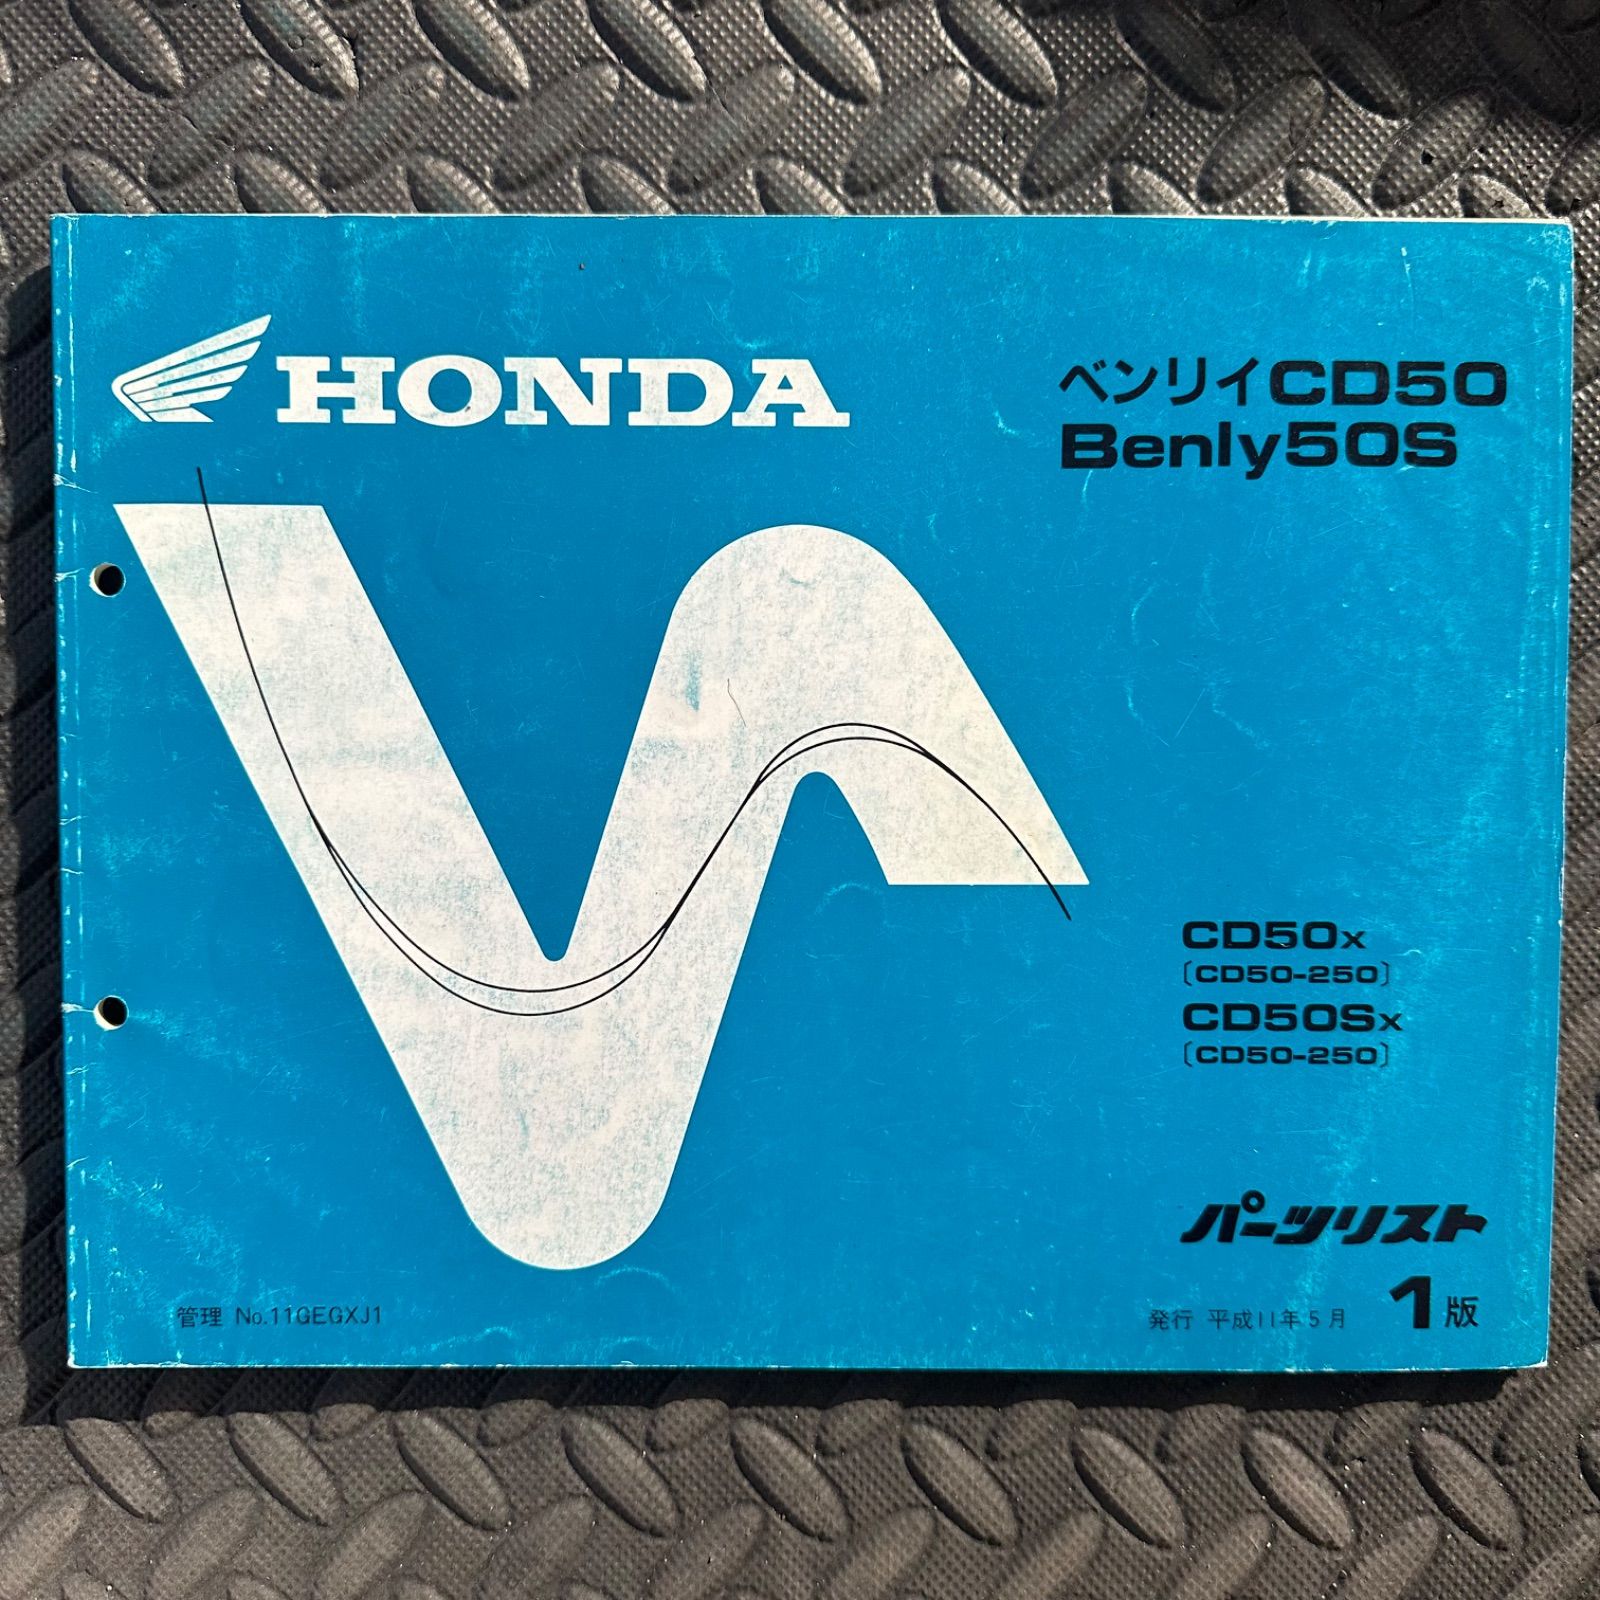 HONDA
ベンリイCD50
Benly50S
CD50X
〔CD50-250〕
CD50SX
〔CD50-250〕
パーツリスト
管理 No.11GEGXJ1
発行 平成11年5月 1版